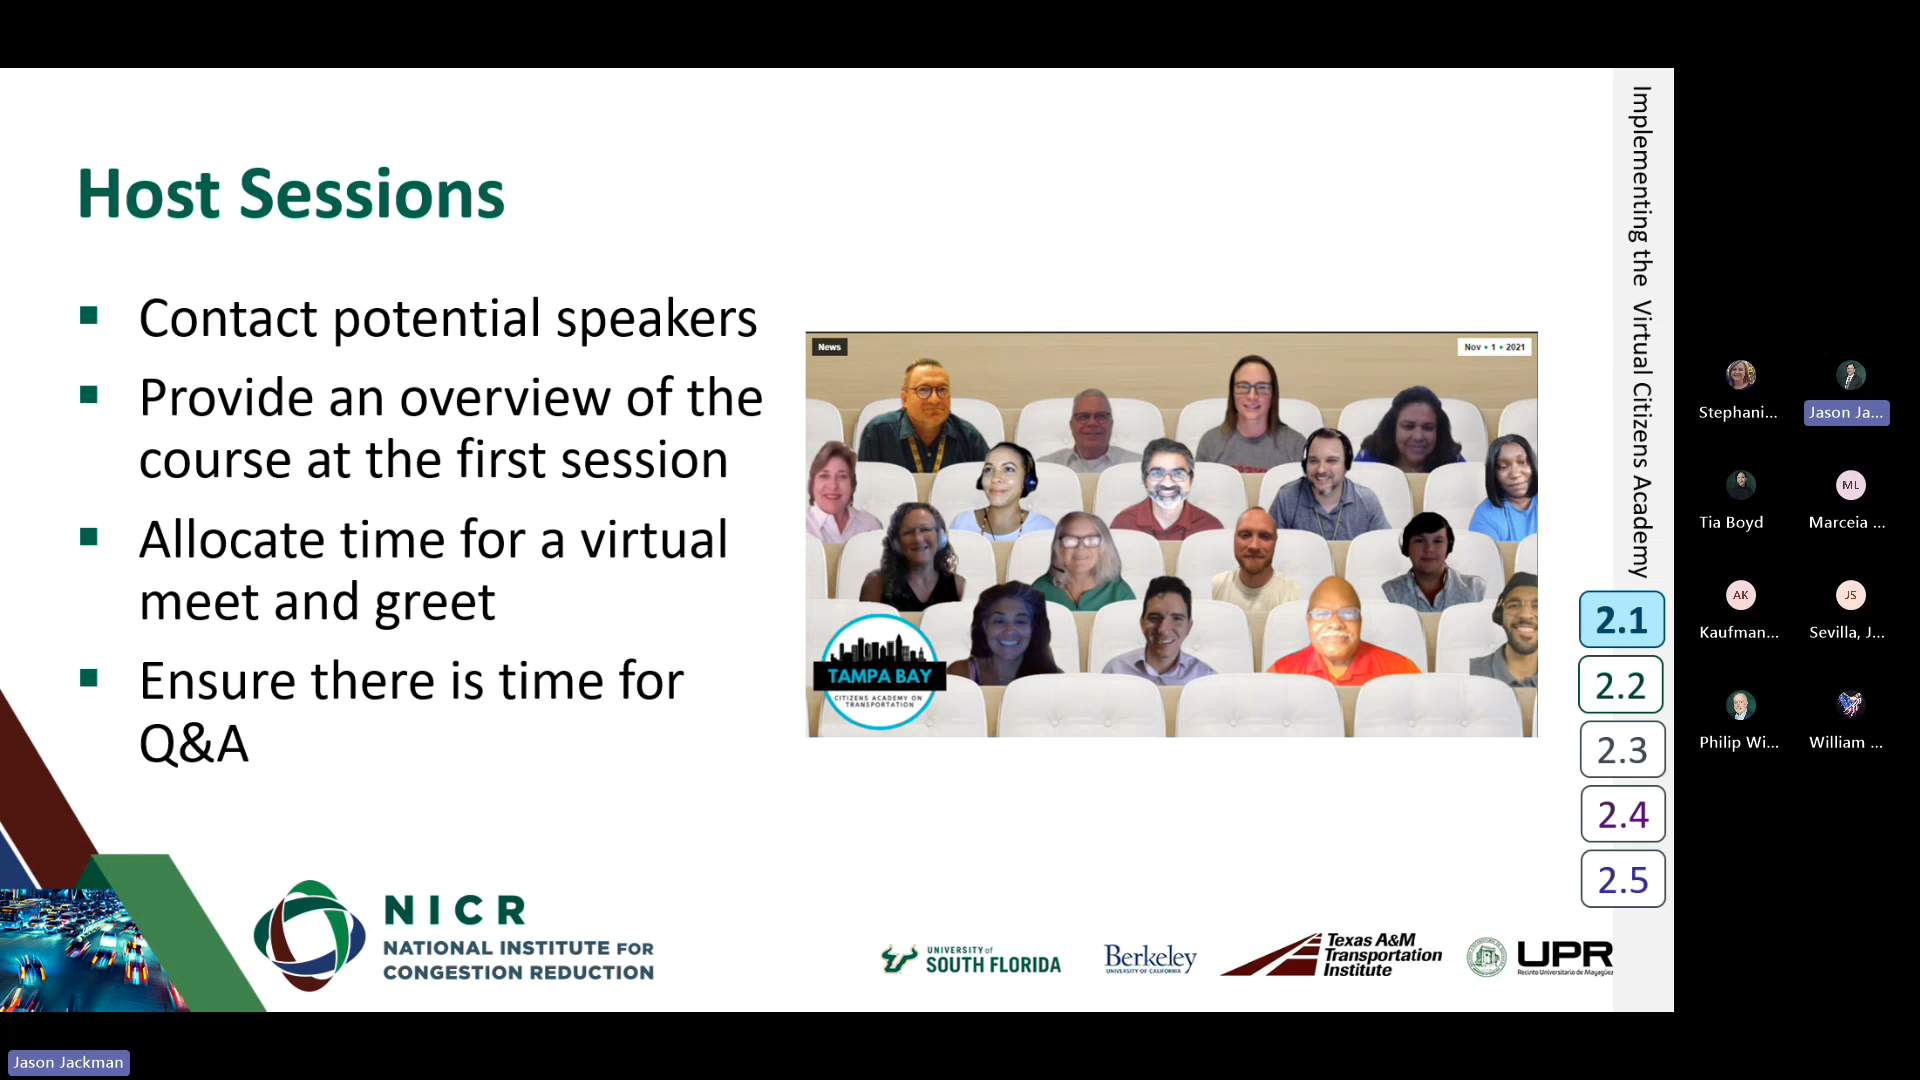 Host Sessions
Contact potential speakers
Provide an overview of the
course at the first session
Allocate time for a virtual
meet and greet
Ensure there is time for
Q&A
News
Nov • 1 • 2021
TAMPA BAY
CITIZENS ACADEMY ON
TRANSPORTATION
Implementing the Virtual Citizens Academy
2.1
2.2
2.3
2.4
2.5
NICR
NATIONAL INSTITUTE FOR
CONGESTION REDUCTION
UNIVERSITY of
SOUTH FLORIDA
Berkeley
UNIVERSITY OF CALIFORNIA
Texas A&M
Transportation
Institute
UPR
Recinto Universitario de Mayagüez
Stephani...
Jason Ja...
Tia Boyd
ML
Marceia ...
AK
Kaufman...
JS
Sevilla, J...
Philip Wi...
William ...
Jason Jackman